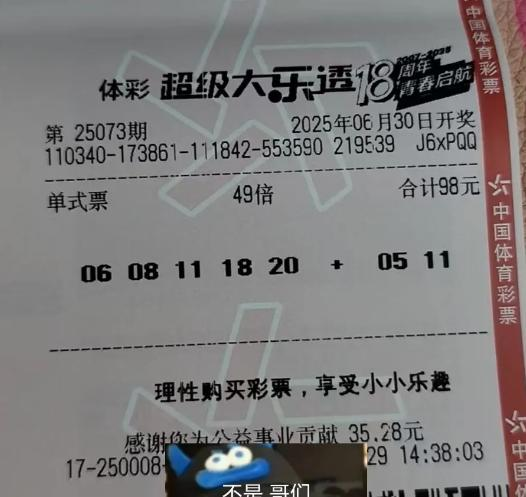 体彩 超级大乐透 18周年 2007-2025
青春启航
第 25073期 2025年06月30日开奖
110340-173861-111842-553590 219539 J6xPQQ
单式票 49倍 合计98元
06 08 11 18 20 + 05 11
理性购买彩票，享受小小乐趣
感谢您为公益事业贡献 35.28元
17-250008- 29 14:38:03
不是 哥们
中国体育彩票
中国体育彩票